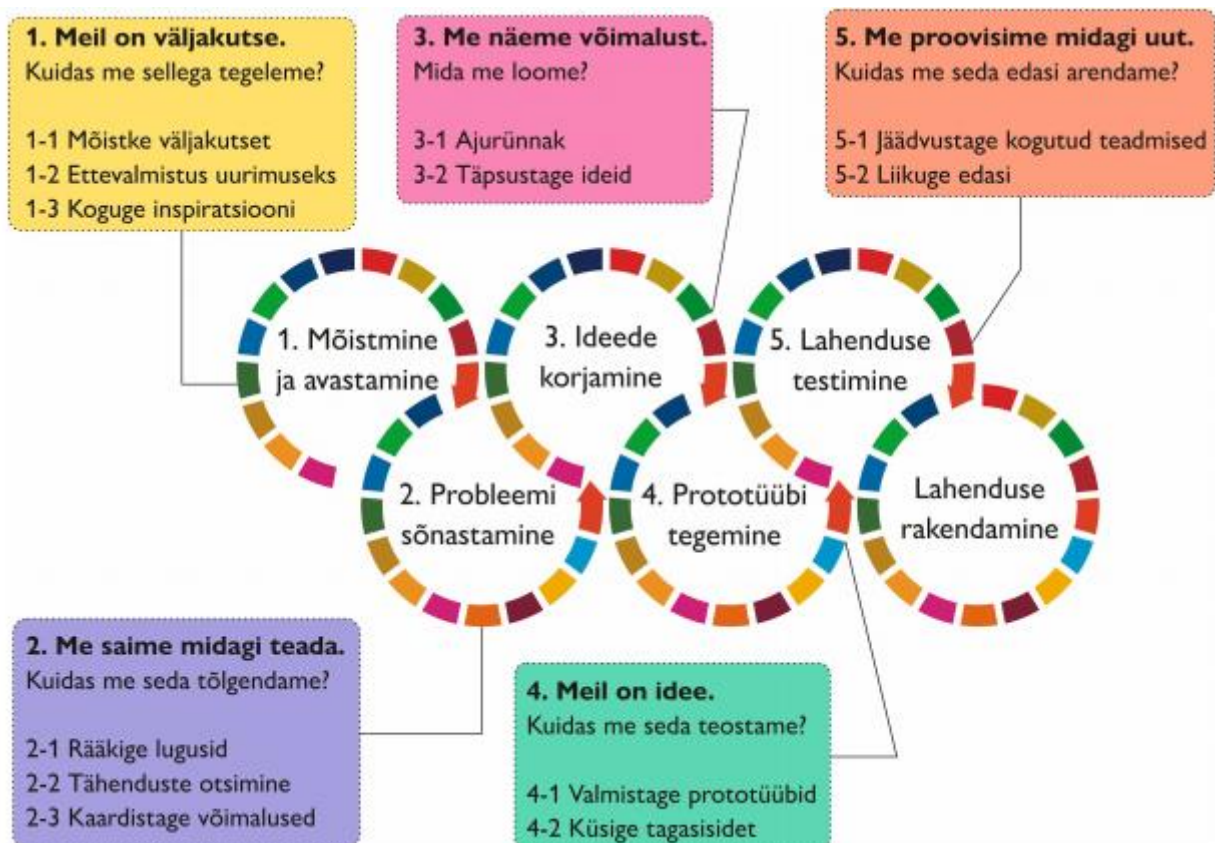 1. Meil on väljakutse.
Kuidas me sellega tegeleme?
1-1 Mõistke väljakutset
1-2 Ettevalmistus uurimuseks
1-3 Koguge inspiratsiooni
3. Me näeme võimalust.
Mida me loome?
3-1 Ajurünnak
3-2 Täpsustage ideid
5. Me proovisime midagi uut.
Kuidas me seda edasi arendame?
5-1 Jäädvustage kogutud teadmised
5-2 Liikuge edasi
1. Mõistmine
ja avastamine
3. Ideede
korjamine
5. Lahenduse
testimine
2. Probleemi
sõnastamine
4. Prototüübi
tegemine
Lahenduse
rakendamine
2. Me saime midagi teada.
Kuidas me seda tõlgendame?
2-1 Rääkige lugusid
2-2 Tähenduste otsimine
2-3 Kaardistage võimalused
4. Meil on idee.
Kuidas me seda teostame?
4-1 Valmistage prototüübid
4-2 Küsige tagasisidet